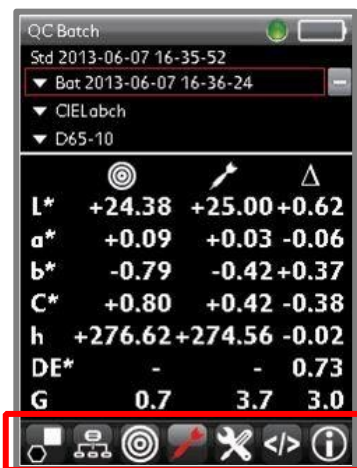 QC Batch
Std 2013-06-07 16-35-52
Bat 2013-06-07 16-36-24
CIELabch
D65-10
Δ
L* +24.38 +25.00 +0.62
a* +0.09 +0.03 -0.06
b* -0.79 -0.42 +0.37
C* +0.80 +0.42 -0.38
h +276.62 +274.56 -0.02
DE* - - 0.73
G 0.7 3.7 3.0
</>